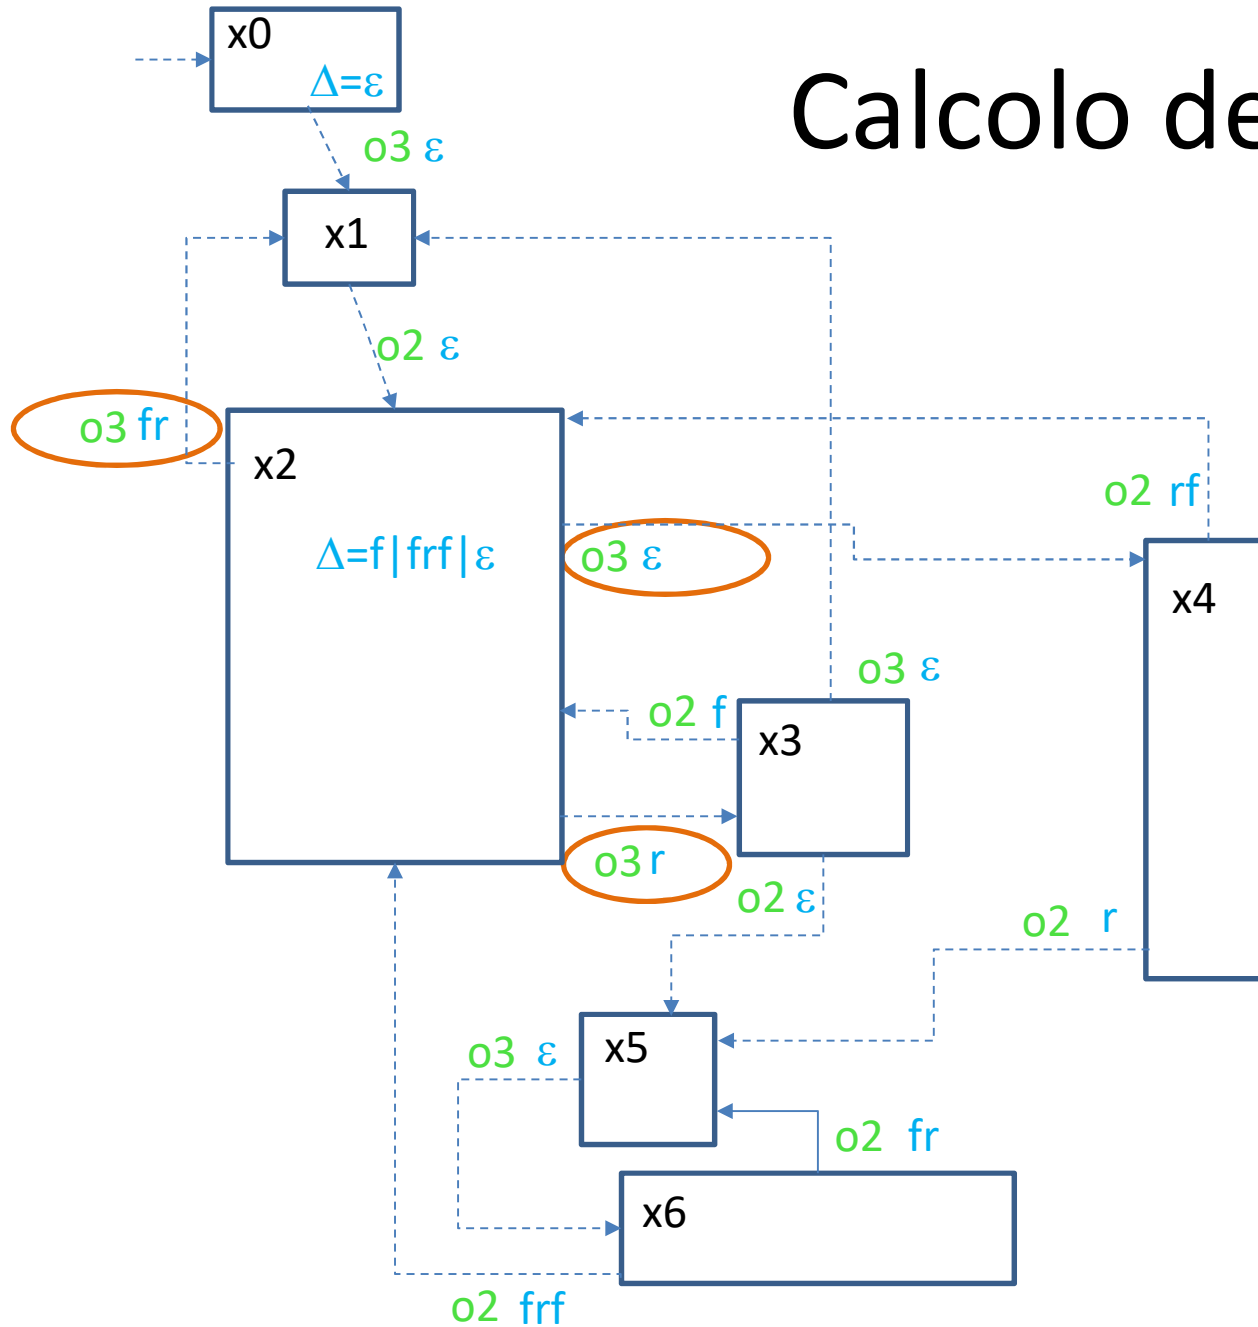 x0
Δ=ε
Calcolo de
o3 ε
x1
o2 ε
o3 fr
x2
o2 rf
Δ=f|frf|ε
o3 ε
x4
o3 ε
o2 f
x3
o3 r
o2 ε
o2 r
x5
o3 ε
o2 fr
x6
o2 frf